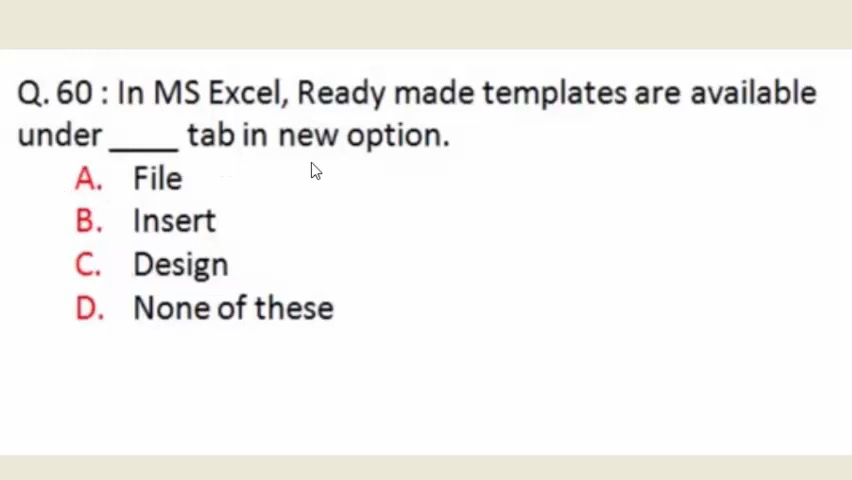 Q. 60 : In MS Excel, Ready made templates are available
under ____ tab in new option.
A. File
B. Insert
C. Design
D. None of these